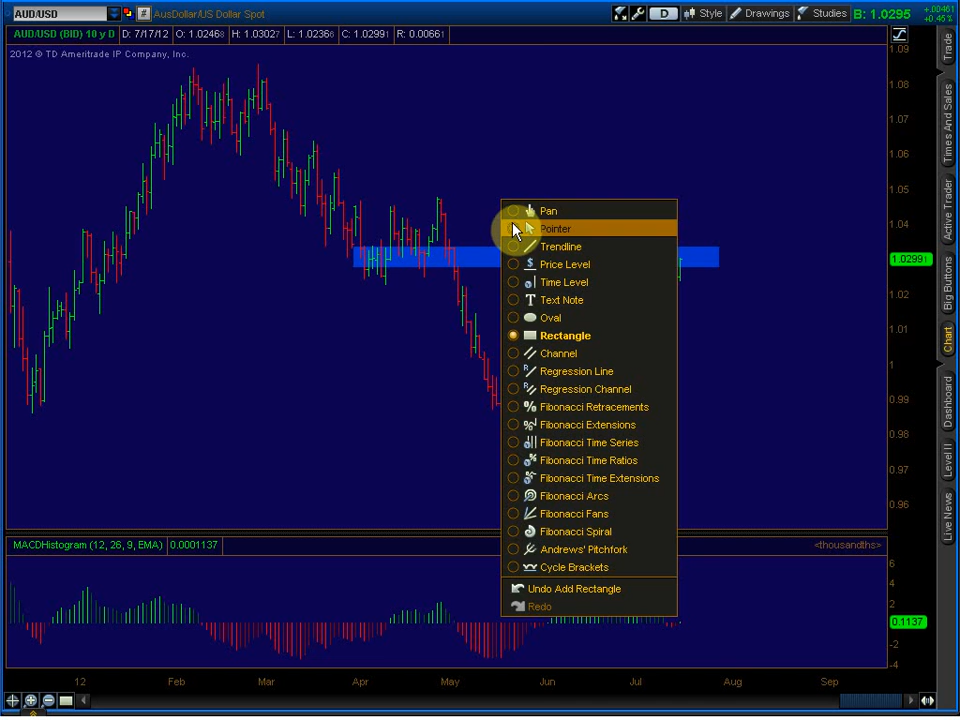 AUD/USD
#
AusDollar/US Dollar Spot
D
Style
Drawings
Studies
B: 1.0295
+0.00461
+0.45%
AUD/USD (BID) 10 y D
D: 7/17/12
O: 1.02468
H: 1.03027
L: 1.02366
C: 1.02991
R: 0.00661
2012 © TD Ameritrade IP Company, Inc.
1.09
1.08
1.07
1.06
1.05
1.04
1.02991
1.02
1.01
1
0.99
0.98
0.97
0.96
Pan
Pointer
Trendline
Price Level
Time Level
Text Note
Oval
Rectangle
Channel
Regression Line
Regression Channel
Fibonacci Retracements
Fibonacci Extensions
Fibonacci Time Series
Fibonacci Time Ratios
Fibonacci Time Extensions
Fibonacci Arcs
Fibonacci Fans
Fibonacci Spiral
Andrews' Pitchfork
Cycle Brackets
Undo Add Rectangle
Redo
MACDHistogram (12, 26, 9, EMA)
0.0001137
<thousandths>
6
4
2
0.1137
-2
-4
12
Feb
Mar
Apr
May
Jun
Jul
Aug
Sep
Trade
Times And Sales
Active Trader
Big Buttons
Chart
Dashboard
Level II
Live News